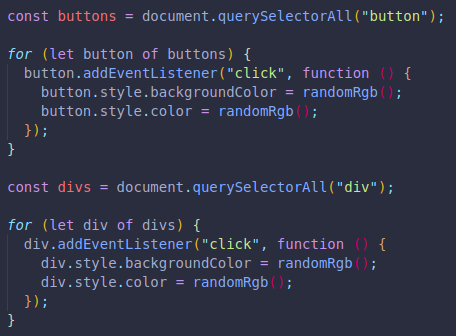 const buttons = document.querySelectorAll("button");

for (let button of buttons) {
  button.addEventListener("click", function () {
    button.style.backgroundColor = randomRgb();
    button.style.color = randomRgb();
  });
}

const divs = document.querySelectorAll("div");

for (let div of divs) {
  div.addEventListener("click", function () {
    div.style.backgroundColor = randomRgb();
    div.style.color = randomRgb();
  });
}